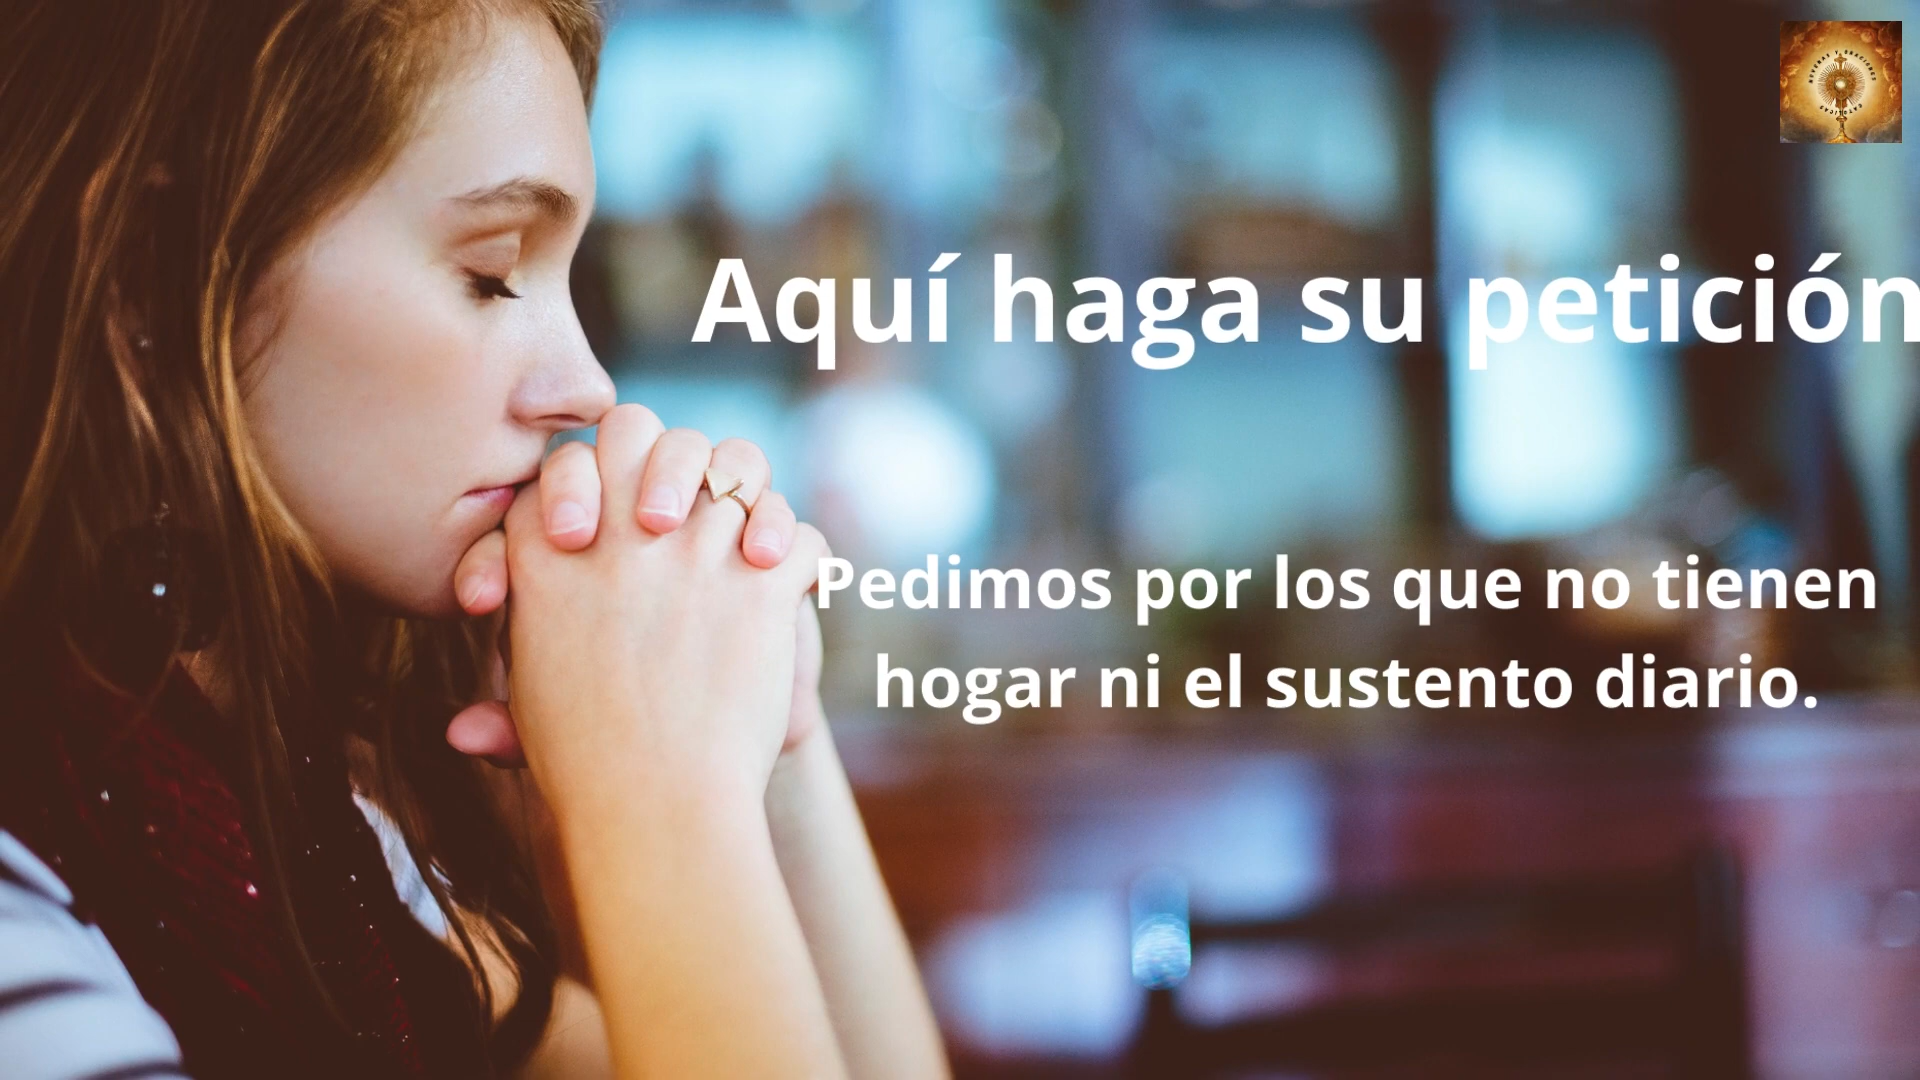 Aquí haga su petición
Pedimos por los que no tienen
hogar ni el sustento diario.